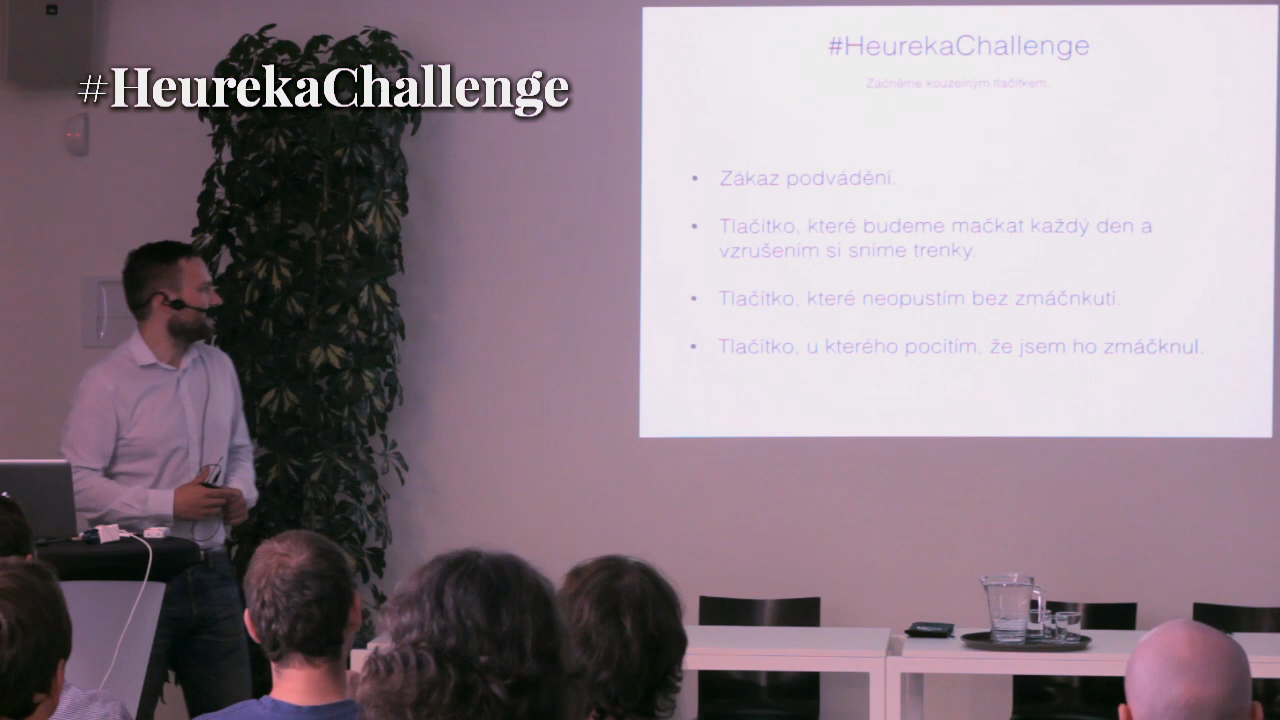 #HeurekaChallenge
#HeurekaChallenge
Začněme kouzelným tlačítkem.
• Zákaz podvádění.
• Tlačítko, které budeme mačkat každý den a
vzrušením si sníme trenky.
• Tlačítko, které neopustím bez zmáčnkutí.
• Tlačítko, u kterého pocítím, že jsem ho zmáčknul.